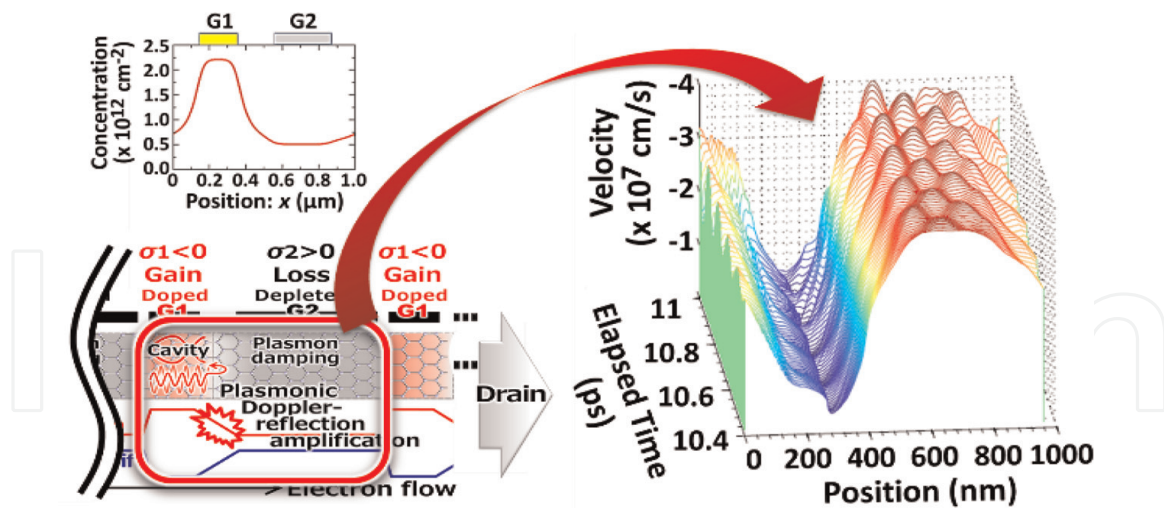 G1 G2
Concentration
(x 10¹² cm⁻²)
2.5
2.0
1.5
1.0
0.5
0.0
0 0.2 0.4 0.6 0.8 1.0
Position: x (μm)
σ1<0 σ2>0 σ1<0
Gain Loss Gain
Doped Deplete Doped
G1 G2 G1
Cavity Plasmon
damping
Plasmonic
Doppler-
reflection
amplification
Electron flow
Drain
Velocity
(x 10⁷ cm/s)
-4
-3
-2
-1
Elapsed Time
(ps)
11
10.8
10.6
10.4
0 200 400 600 800 1000
Position (nm)